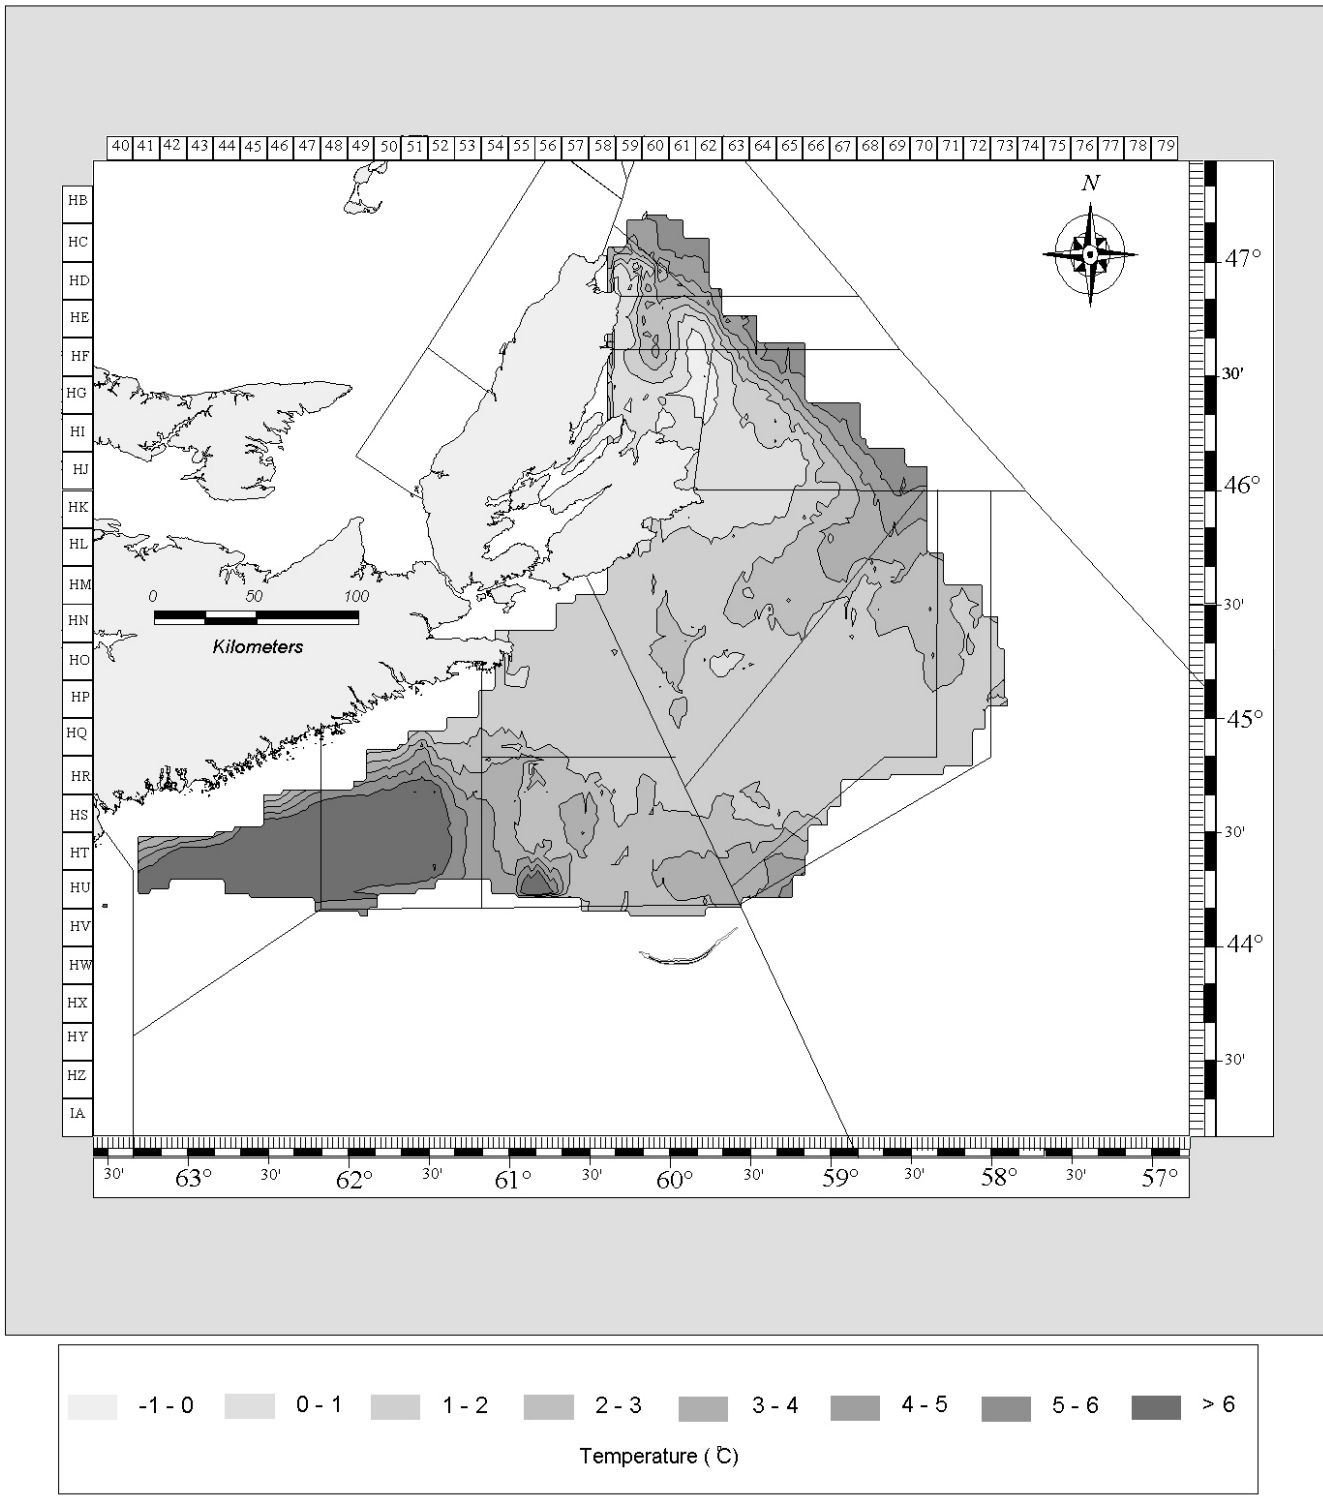 40 41 42 43 44 45 46 47 48 49 50 51 52 53 54 55 56 57 58 59 60 61 62 63 64 65 66 67 68 69 70 71 72 73 74 75 76 77 78 79
HB
N
HC
47°
HD
HE
HF
30'
HG
HI
HJ
46°
HK
HL
HM
0 50 100
30'
HN
Kilometers
HO
HP
45°
HQ
HR
HS
30'
HT
HU
HV
44°
HW
HX
HY
30'
HZ
IA
30' 63° 30' 62° 30' 61° 30' 60° 30' 59° 30' 58° 30' 57°
-1 - 0 0 - 1 1 - 2 2 - 3 3 - 4 4 - 5 5 - 6 > 6
Temperature ( °C)